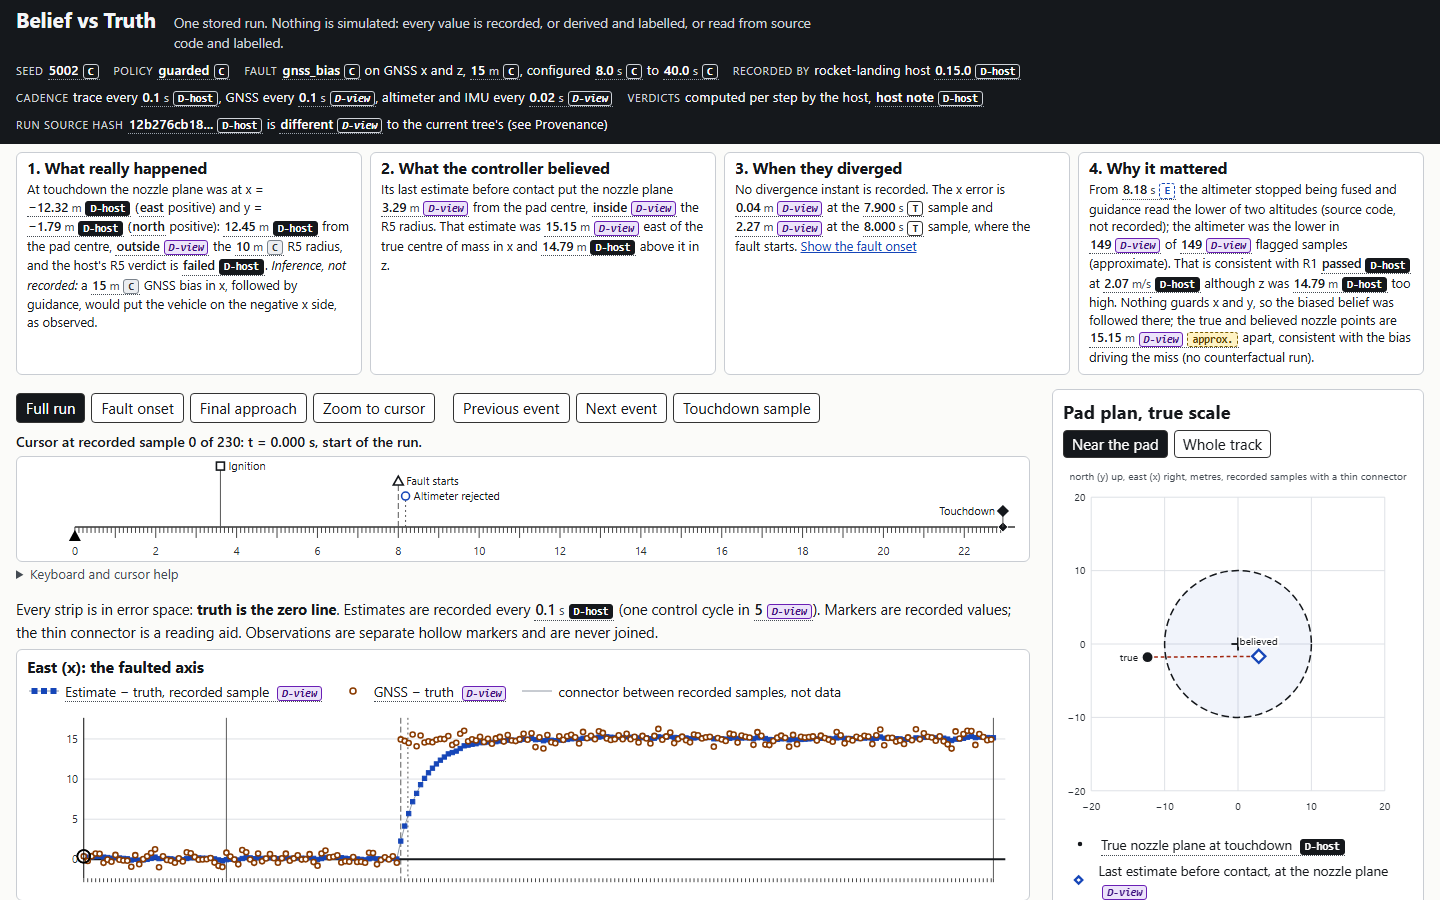 Belief vs Truth
One stored run. Nothing is simulated: every value is recorded, or derived and labelled, or read from source
code and labelled.
SEED 5002 C POLICY guarded C FAULT gnss_bias C on GNSS x and z, 15 m C, configured 8.0 s C to 40.0 s C RECORDED BY rocket-landing host 0.15.0 D-host
CADENCE trace every 0.1 s D-host, GNSS every 0.1 s D-view, altimeter and IMU every 0.02 s D-view VERDICTS computed per step by the host, host note D-host
RUN SOURCE HASH 12b276cb18... D-host is different D-view to the current tree's (see Provenance)
1. What really happened
At touchdown the nozzle plane was at x =
−12.32 m D-host (east positive) and y =
−1.79 m D-host (north positive): 12.45 m D-host from
the pad centre, outside D-view the 10 m C R5 radius,
and the host's R5 verdict is failed D-host. Inference, not
recorded: a 15 m C GNSS bias in x, followed by
guidance, would put the vehicle on the negative x side,
as observed.
2. What the controller believed
Its last estimate before contact put the nozzle plane
3.29 m D-view from the pad centre, inside D-view the
R5 radius. That estimate was 15.15 m D-view east of the
true centre of mass in x and 14.79 m D-host above it in
z.
3. When they diverged
No divergence instant is recorded. The x error is
0.04 m D-view at the 7.900 s T sample and
2.27 m D-view at the 8.000 s T sample, where the
fault starts. Show the fault onset
4. Why it mattered
From 8.18 s E the altimeter stopped being fused and
guidance read the lower of two altitudes (source code,
not recorded); the altimeter was the lower in
149 D-view of 149 D-view flagged samples
(approximate). That is consistent with R1 passed D-host
at 2.07 m/s D-host although z was 14.79 m D-host too
high. Nothing guards x and y, so the biased belief was
followed there; the true and believed nozzle points are
15.15 m D-view approx. apart, consistent with the bias
driving the miss (no counterfactual run).
Full run Fault onset Final approach Zoom to cursor Previous event Next event Touchdown sample
Cursor at recorded sample 0 of 230: t = 0.000 s, start of the run.
Ignition
Fault starts
Altimeter rejected
Touchdown
0 2 4 6 8 10 12 14 16 18 20 22
Keyboard and cursor help
Every strip is in error space: truth is the zero line. Estimates are recorded every 0.1 s D-host (one control cycle in 5 D-view). Markers are recorded values;
the thin connector is a reading aid. Observations are separate hollow markers and are never joined.
East (x): the faulted axis
Estimate − truth, recorded sample D-view GNSS − truth D-view connector between recorded samples, not data
15
10
5
0
Pad plan, true scale
Near the pad Whole track
north (y) up, east (x) right, metres, recorded samples with a thin connector
20
10
0
−10
−20
believed
true
−20 −10 0 10 20
True nozzle plane at touchdown D-host
Last estimate before contact, at the nozzle plane
D-view